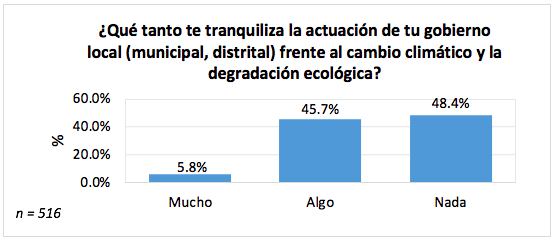 ¿Qué tanto te tranquiliza la actuación de tu gobierno
local (municipal, distrital) frente al cambio climático y la
degradación ecológica?
60.0%
40.0%
20.0%
0.0%
%
5.8%
45.7%
48.4%
Mucho Algo Nada
n = 516